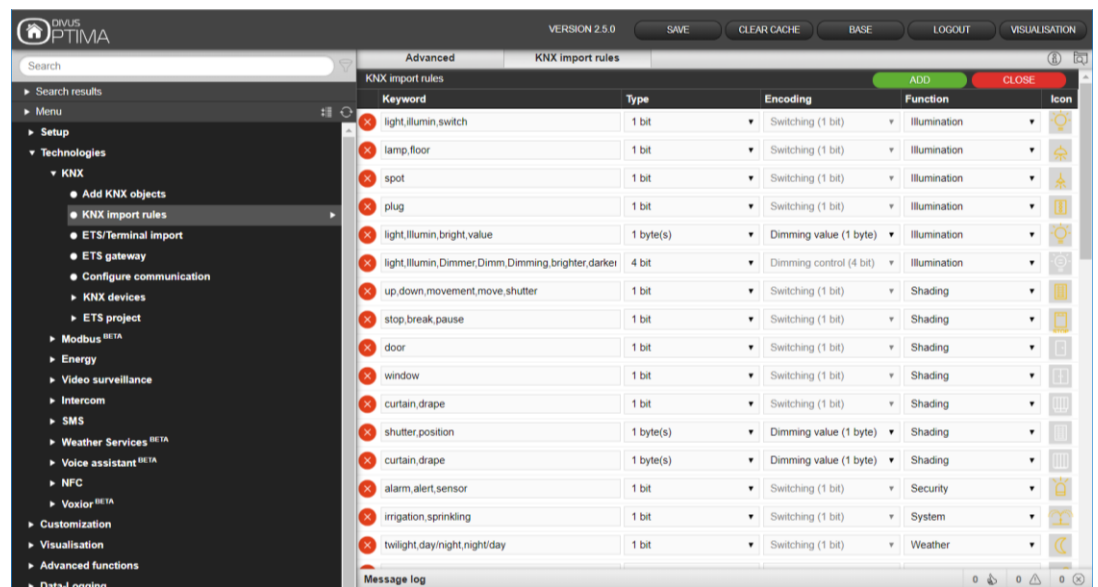 DIVUS
OPTIMA
VERSION 2.5.0
SAVE
CLEAR CACHE
BASE
LOGOUT
VISUALISATION
Search
Search results
Menu
Setup
Technologies
KNX
Add KNX objects
KNX import rules
ETS/Terminal import
ETS gateway
Configure communication
KNX devices
ETS project
Modbus BETA
Energy
Video surveillance
Intercom
SMS
Weather Services BETA
Voice assistant BETA
NFC
Voxior BETA
Customization
Visualisation
Advanced functions
Data-Logging
Advanced KNX import rules
KNX import rules ADD CLOSE
Keyword Type Encoding Function Icon
light,illumin,switch 1 bit Switching (1 bit) Illumination
lamp,floor 1 bit Switching (1 bit) Illumination
spot 1 bit Switching (1 bit) Illumination
plug 1 bit Switching (1 bit) Illumination
light,Illumin,bright,value 1 byte(s) Dimming value (1 byte) Illumination
light,Illumin,Dimmer,Dimm,Dimming,brighter,darker 4 bit Dimming control (4 bit) Illumination
up,down,movement,move,shutter 1 bit Switching (1 bit) Shading
stop,break,pause 1 bit Switching (1 bit) Shading
door 1 bit Switching (1 bit) Shading
window 1 bit Switching (1 bit) Shading
curtain,drape 1 bit Switching (1 bit) Shading
shutter,position 1 byte(s) Dimming value (1 byte) Shading
curtain,drape 1 byte(s) Dimming value (1 byte) Shading
alarm,alert,sensor 1 bit Switching (1 bit) Security
irrigation,sprinkling 1 bit Switching (1 bit) System
twilight,day/night,night/day 1 bit Switching (1 bit) Weather
Message log 0 0 0